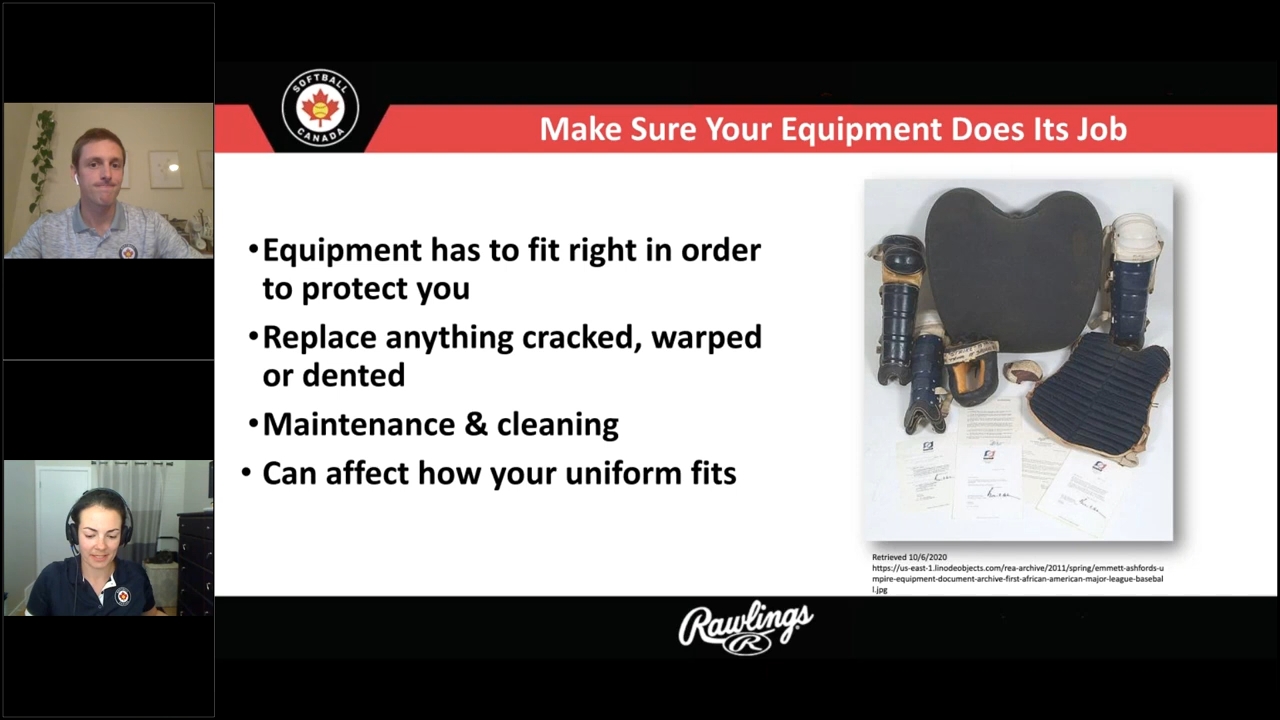 SOFTBALL
CANADA
Make Sure Your Equipment Does Its Job
•Equipment has to fit right in order
to protect you
•Replace anything cracked, warped
or dented
•Maintenance & cleaning
• Can affect how your uniform fits
Retrieved 10/6/2020
https://us-east-1.linodeobjects.com/rea-archive/2011/spring/emmett-ashfords-u
mpire-equipment-document-archive-first-african-american-major-league-basebal
l.jpg
Rawlings
R